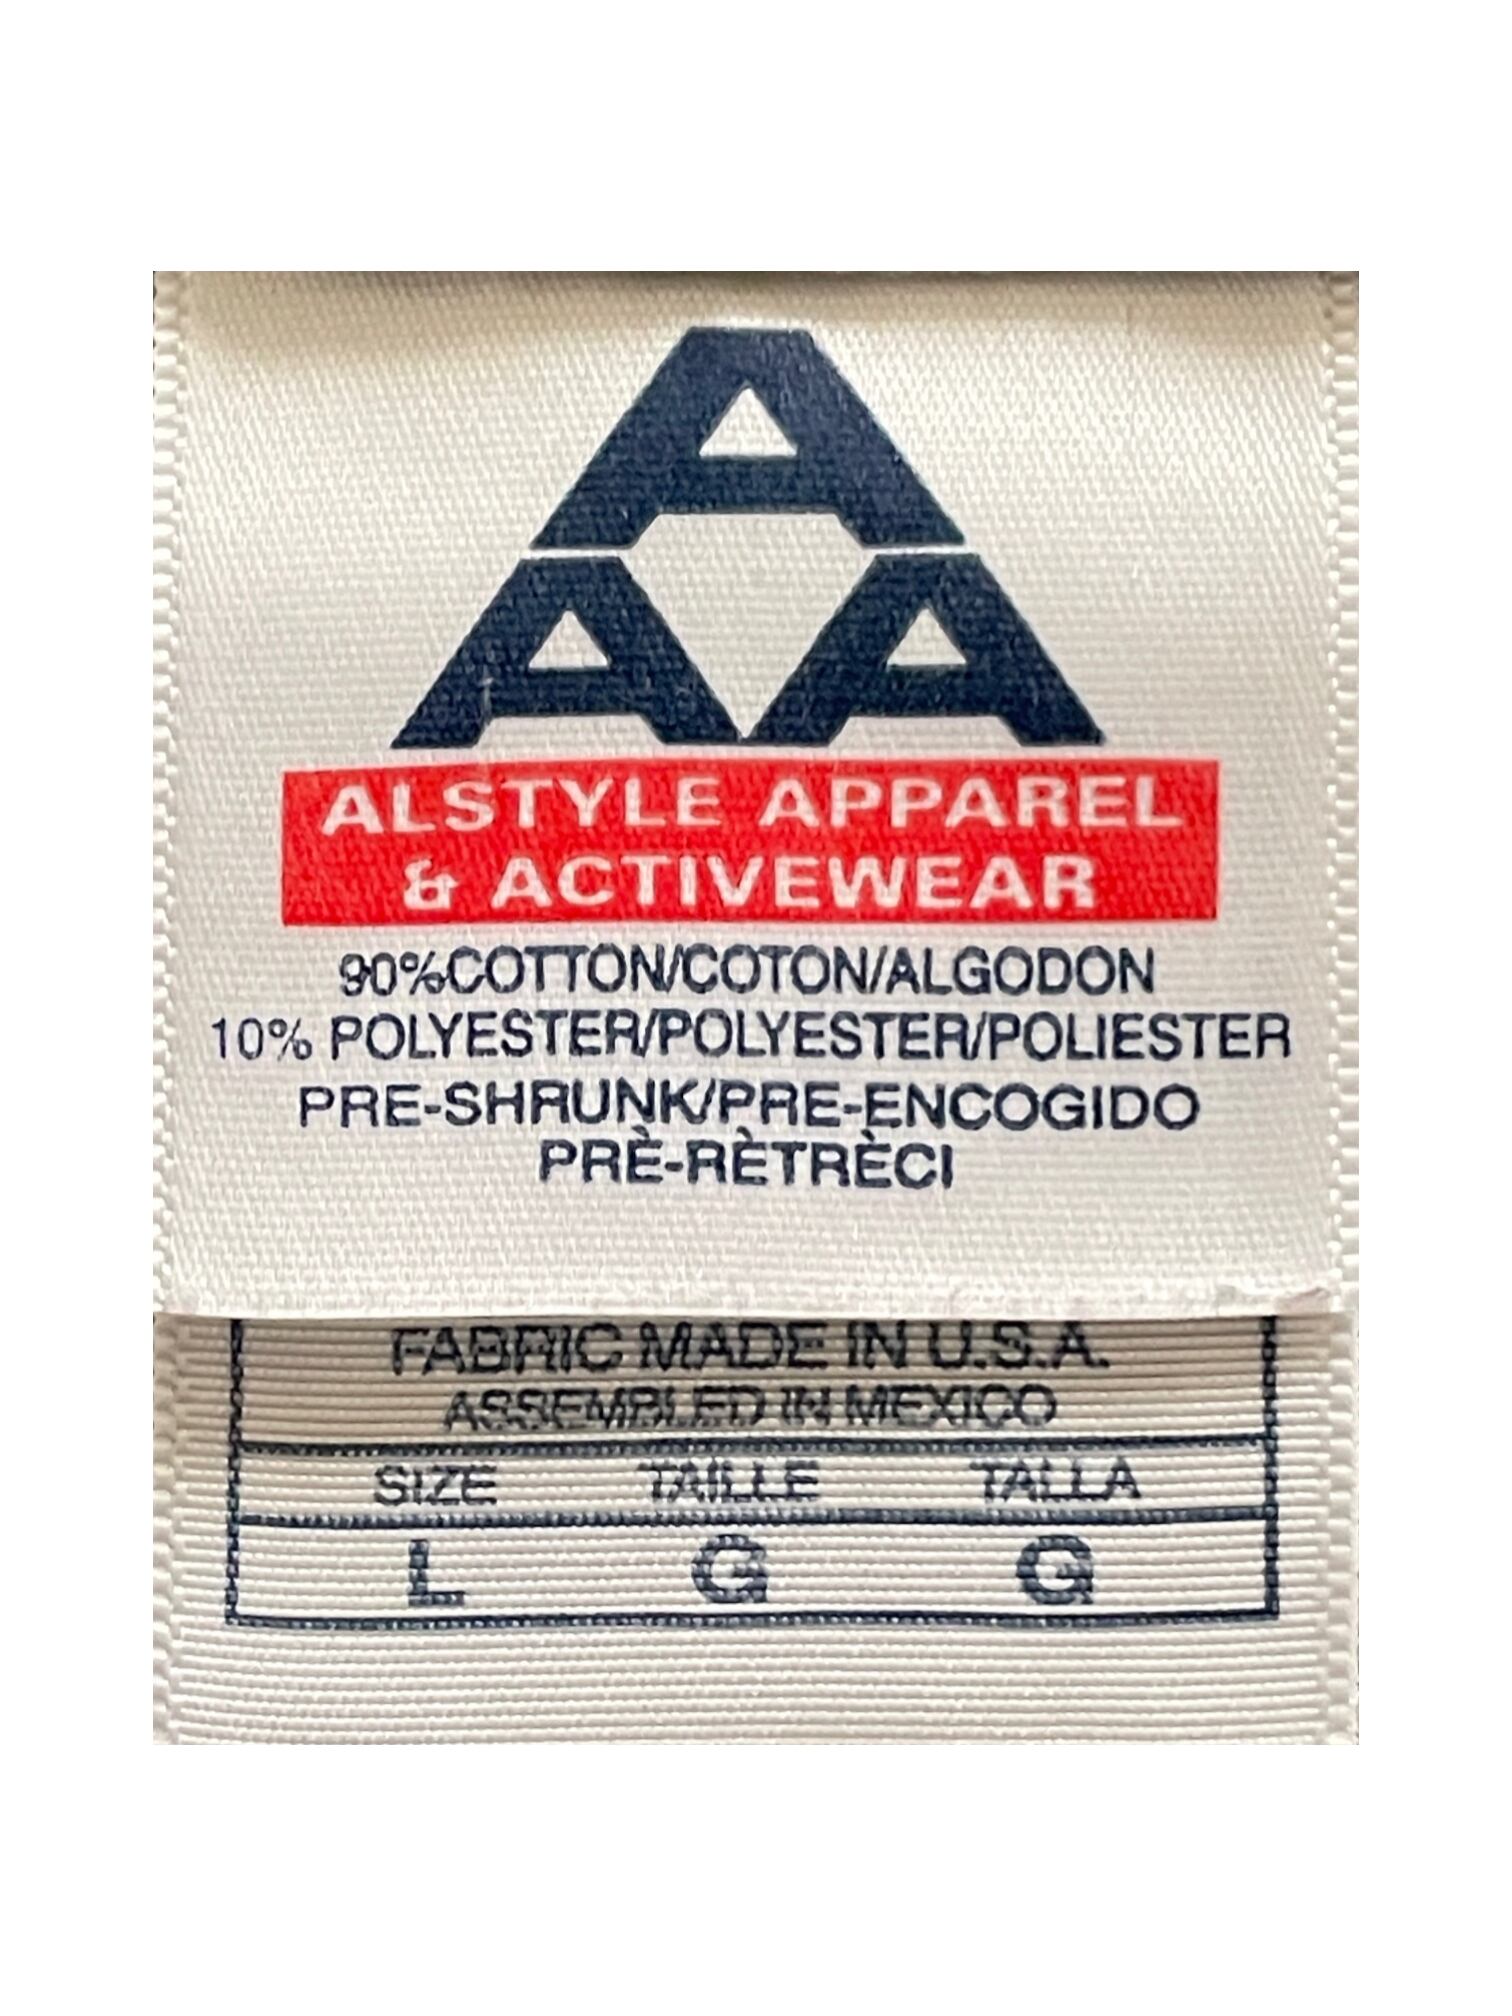 A
A A
ALSTYLE APPAREL
& ACTIVEWEAR
90%COTTON/COTON/ALGODON
10% POLYESTER/POLYESTER/POLIESTER
PRE-SHRUNK/PRE-ENCOGIDO
PRÈ-RÈTRÈCI
FABRIC MADE IN U.S.A.
ASSEMBLED IN MEXICO
SIZE TAILLE TALLA
L G G